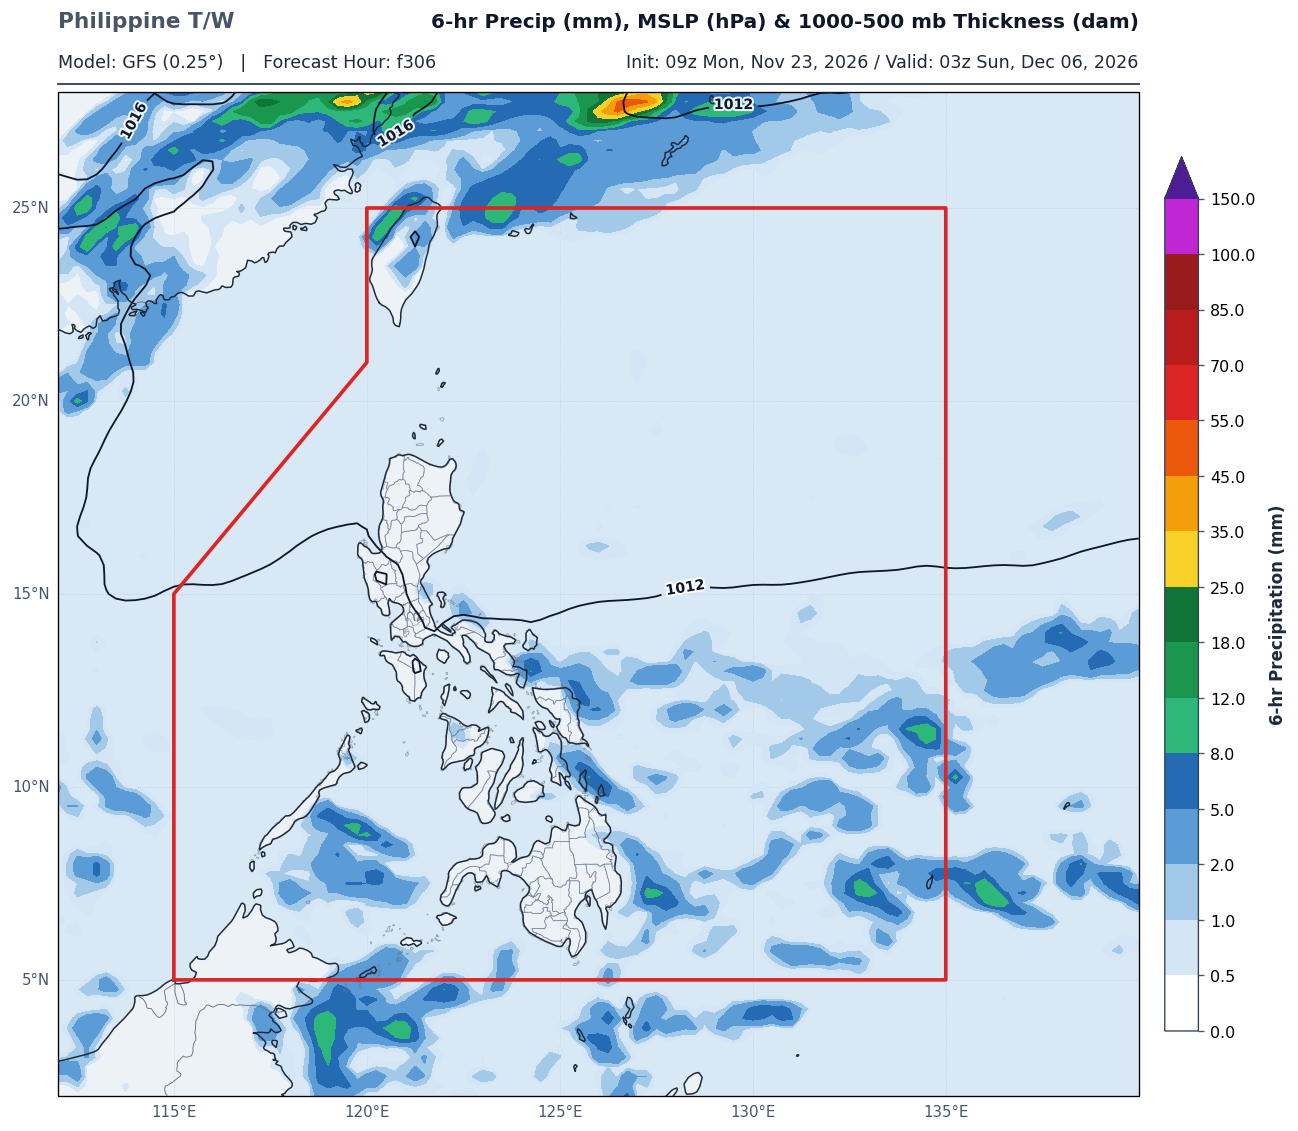 Philippine T/W
6-hr Precip (mm), MSLP (hPa) & 1000-500 mb Thickness (dam)
Model: GFS (0.25°) | Forecast Hour: f306
Init: 09z Mon, Nov 23, 2026 / Valid: 03z Sun, Dec 06, 2026
1016
1016
1012
1012
25°N
20°N
15°N
10°N
5°N
115°E
120°E
125°E
130°E
135°E
150.0
100.0
85.0
70.0
55.0
45.0
35.0
25.0
18.0
12.0
8.0
5.0
2.0
1.0
0.5
0.0
6-hr Precipitation (mm)